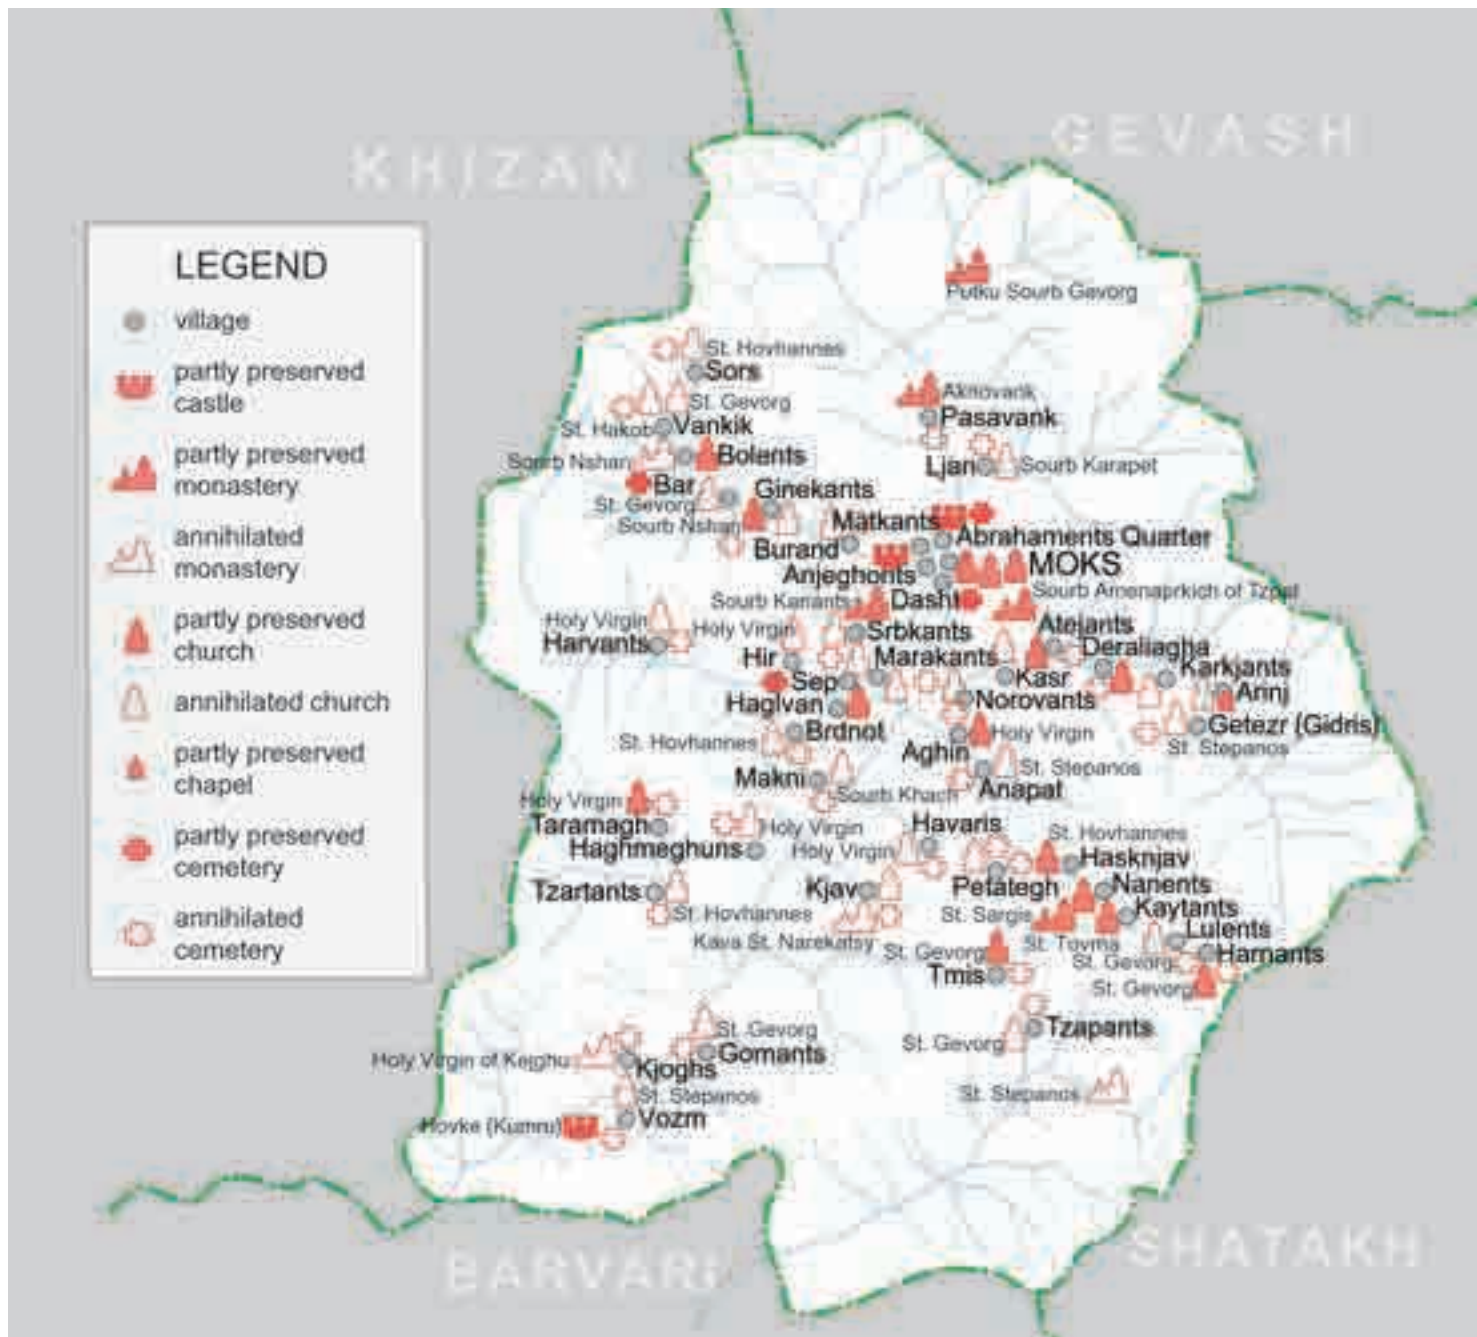 KHIZAN
GEVASH
LEGEND
village
partly preserved
castle
partly preserved
monastery
annihilated
monastery
partly preserved
church
annihilated church
partly preserved
chapel
partly preserved
cemetery
annihilated
cemetery
Putku Sourb Gevorg
St. Hovhannes
Sors
St. Gevorg
St. Hakob
Vankik
Sourb Nshan
Bolents
Bar
St. Gevorg
Ginekants
Sourb Nshan
Aknovank
Pasavank
Ljan
Sourb Karapet
Matkants
Burand
Abrahaments Quarter
Anjeghonts
MOKS
Sourb Kanants
Dasht
Sourb Amenaprkich of Tzpat
Holy Virgin
Harvants
Holy Virgin
Srbkants
Atejants
Hir
Marakants
Deraliagha
Sep
Kasr
Karkjants
Haglvan
Norovants
Arinj
Brdnot
Holy Virgin
Getezr (Gidris)
St. Hovhannes
Aghin
St. Stepanos
Makni
St. Stepanos
Sourb Khach
Anapat
Holy Virgin
Taramagh
Holy Virgin
Havaris
Haghmeghuns
Holy Virgin
St. Hovhannes
Hasknjav
Tzartants
Kjav
Petategh
Nanents
St. Hovhannes
St. Sargis
Kaytants
Kava St. Narekatsy
St. Tovma
Lulents
St. Gevorg
St. Gevorg
Harnants
Tmis
St. Gevorg
St. Gevorg
Gomants
St. Gevorg
Tzapants
Holy Virgin of Kejghu
Kjoghs
St. Stepanos
St. Stepanos
Hovke (Kumru)
Vozm
BARVARI
SHATAKH